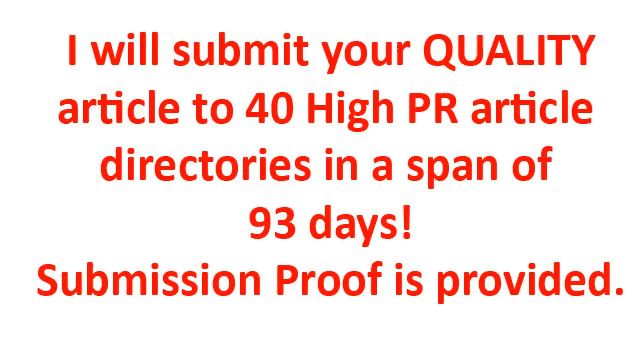 I will submit your QUALITY
article to 40 High PR article
directories in a span of
93 days!
Submission Proof is provided.